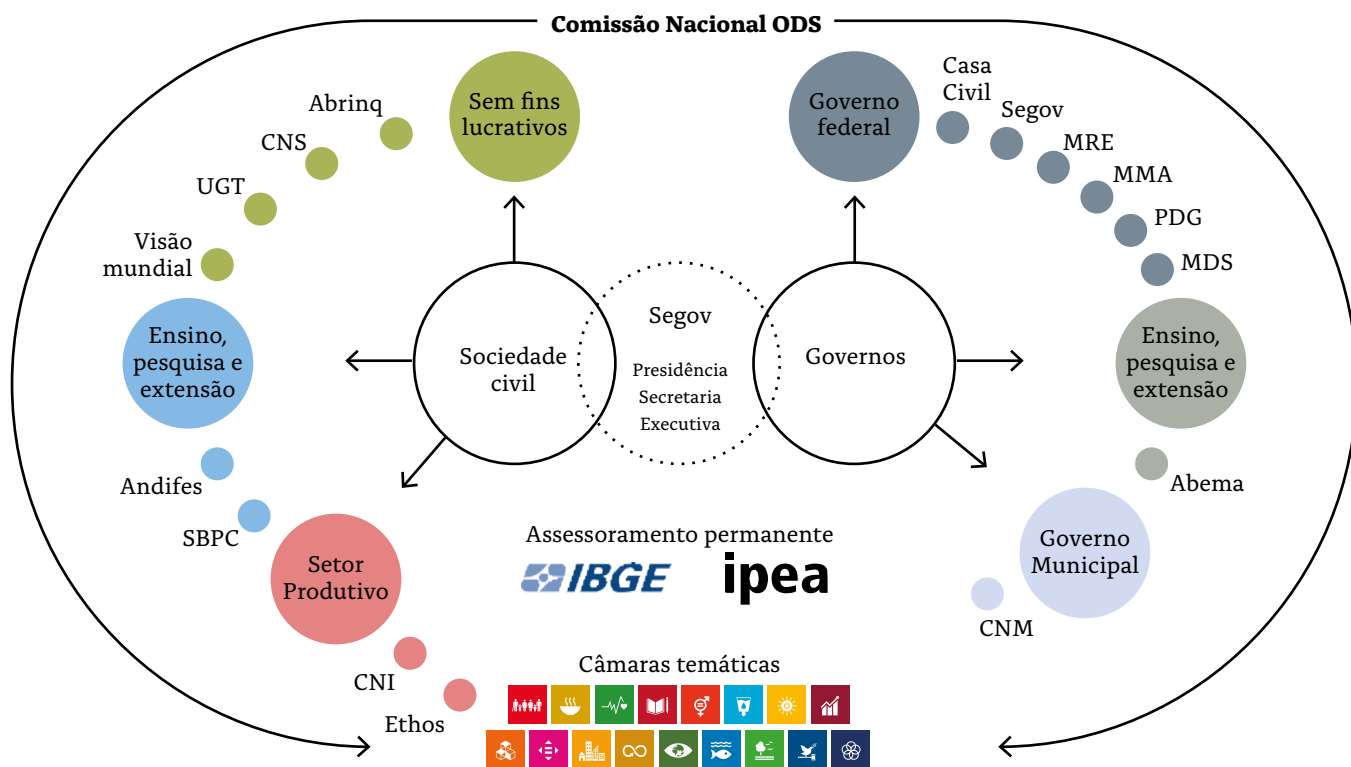 Comissão Nacional ODS
Sem fins
lucrativos
Abrinq
CNS
UGT
Visão
mundial
Ensino,
pesquisa e
extensão
Andifes
SBPC
Setor
Produtivo
CNI
Ethos
Sociedade
civil
Segov
Presidência
Secretaria
Executiva
Governos
Governo
federal
Casa
Civil
Segov
MRE
MMA
PDG
MDS
Ensino,
pesquisa e
extensão
Abema
Governo
Municipal
CNM
Assessoramento permanente
IBGE
ipea
Câmaras temáticas